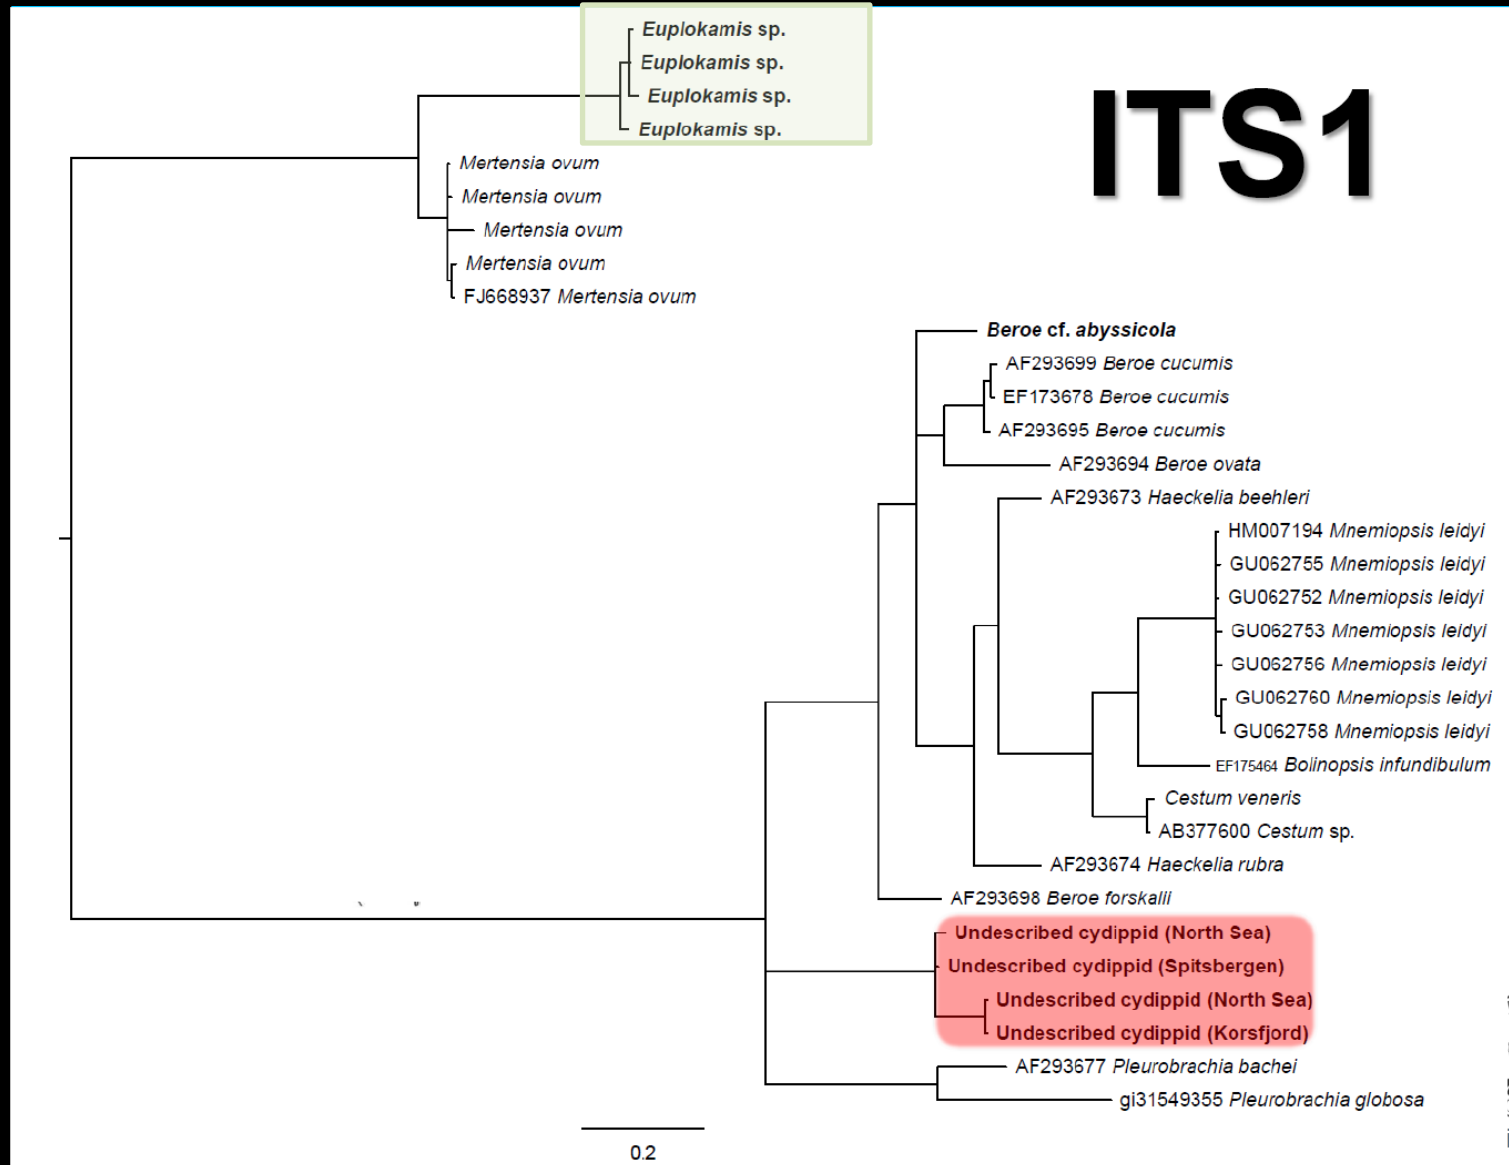 Euplokamis sp.
Euplokamis sp.
Euplokamis sp.
Euplokamis sp.
ITS1
Mertensia ovum
Mertensia ovum
Mertensia ovum
Mertensia ovum
FJ668937 Mertensia ovum
Beroe cf. abyssicola
AF293699 Beroe cucumis
EF173678 Beroe cucumis
AF293695 Beroe cucumis
AF293694 Beroe ovata
AF293673 Haeckelia beehleri
HM007194 Mnemiopsis leidyi
GU062755 Mnemiopsis leidyi
GU062752 Mnemiopsis leidyi
GU062753 Mnemiopsis leidyi
GU062756 Mnemiopsis leidyi
GU062760 Mnemiopsis leidyi
GU062758 Mnemiopsis leidyi
EF175464 Bolinopsis infundibulum
Cestum veneris
AB377600 Cestum sp.
AF293674 Haeckelia rubra
AF293698 Beroe forskalii
Undescribed cydippid (North Sea)
Undescribed cydippid (Spitsbergen)
Undescribed cydippid (North Sea)
Undescribed cydippid (Korsfjord)
AF293677 Pleurobrachia bachei
gi31549355 Pleurobrachia globosa
0.2